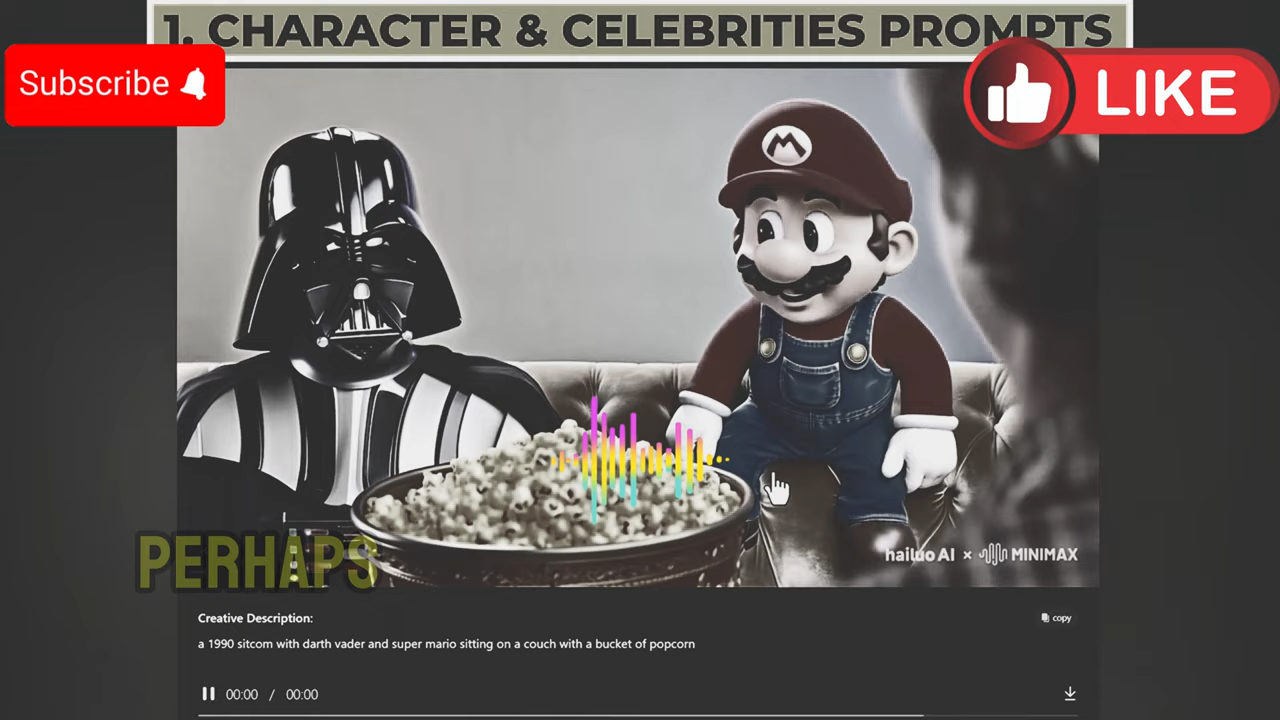 1. CHARACTER & CELEBRITIES PROMPTS
Subscribe
LIKE
M
PERHAPS
hailuo AI × MINIMAX
Creative Description:
copy
a 1990 sitcom with darth vader and super mario sitting on a couch with a bucket of popcorn
00:00 / 00:00